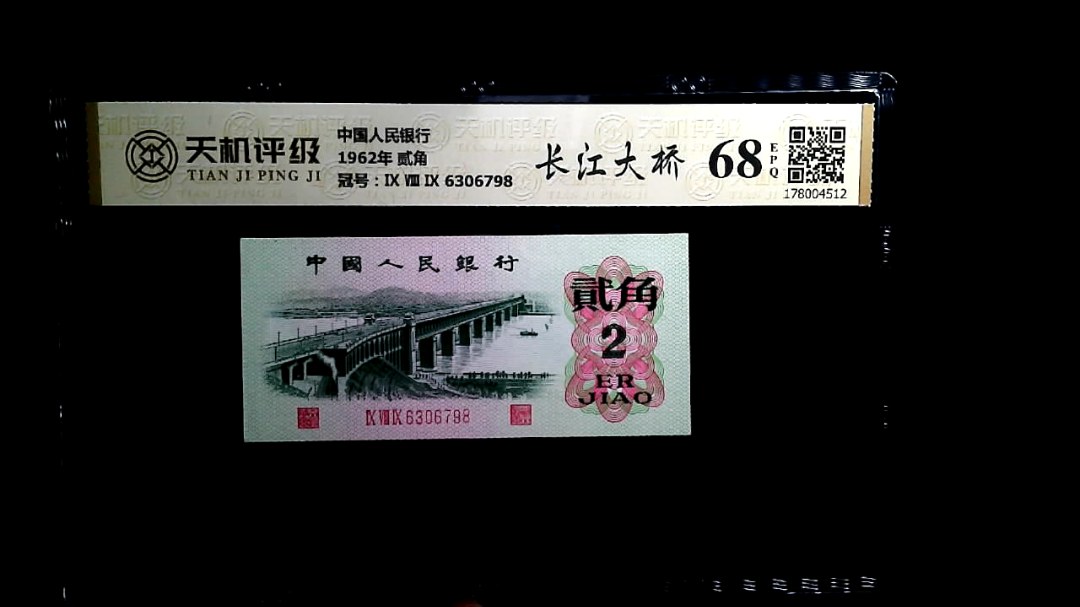 天机评级
TIAN JI PING JI
中国人民银行
1962年 贰角
冠号：Ⅸ Ⅷ Ⅸ 6306798
长江大桥
68
EPQ
178004512
中國人民銀行
貳角
2
ER
JIAO
Ⅸ Ⅷ Ⅸ 6306798